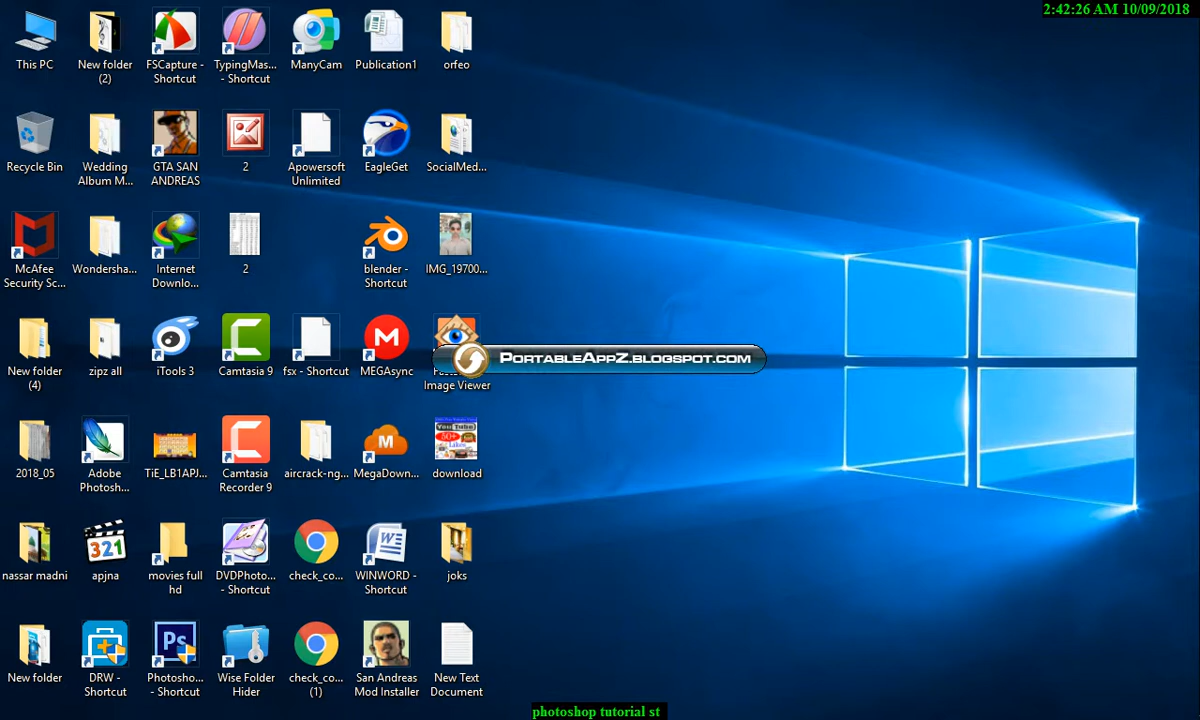 2:42:26 AM 10/09/2018
This PC
New folder
(2)
FSCapture -
Shortcut
TypingMas...
- Shortcut
ManyCam
Publication1
orfeo
Recycle Bin
Wedding
Album M...
GTA SAN
ANDREAS
2
Apowersoft
Unlimited
EagleGet
SocialMed...
McAfee
Security Sc...
Wondersha...
Internet
Downlo...
2
blender -
Shortcut
IMG_19700...
New folder
(4)
zipz all
iTools 3
Camtasia 9
fsx - Shortcut
MEGAsync
Image Viewer
PortableAppZ.blogspot.com
2018_05
Adobe
Photosh...
TiE_LB1APJ...
Camtasia
Recorder 9
aircrack-ng...
MegaDown...
YouTube
50+
Likes
download
nassar madni
321
apjna
movies full
hd
DVDPhoto...
- Shortcut
check_co...
WINWORD -
Shortcut
joks
New folder
DRW -
Shortcut
Ps
Photosho...
- Shortcut
Wise Folder
Hider
check_co...
(1)
San Andreas
Mod Installer
New Text
Document
photoshop tutorial st